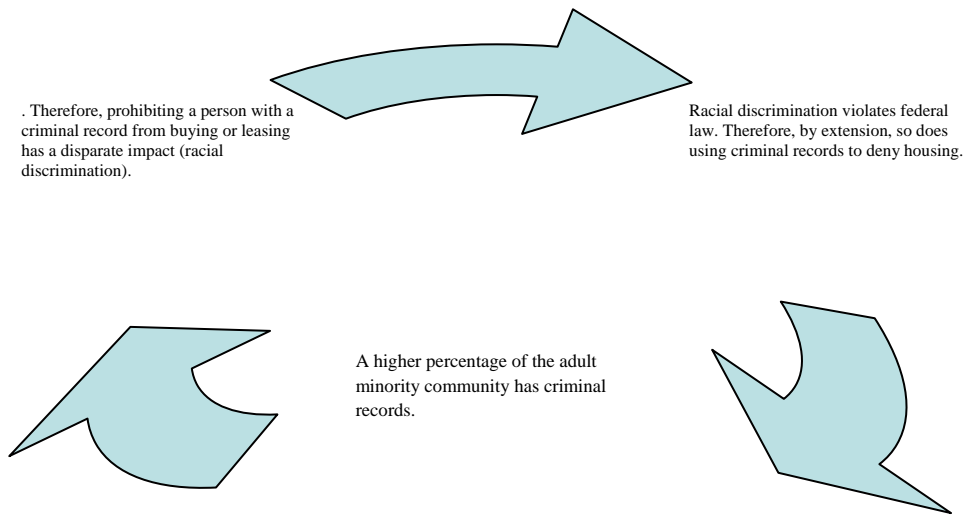 . Therefore, prohibiting a person with a
criminal record from buying or leasing
has a disparate impact (racial
discrimination).
Racial discrimination violates federal
law. Therefore, by extension, so does
using criminal records to deny housing.
A higher percentage of the adult
minority community has criminal
records.